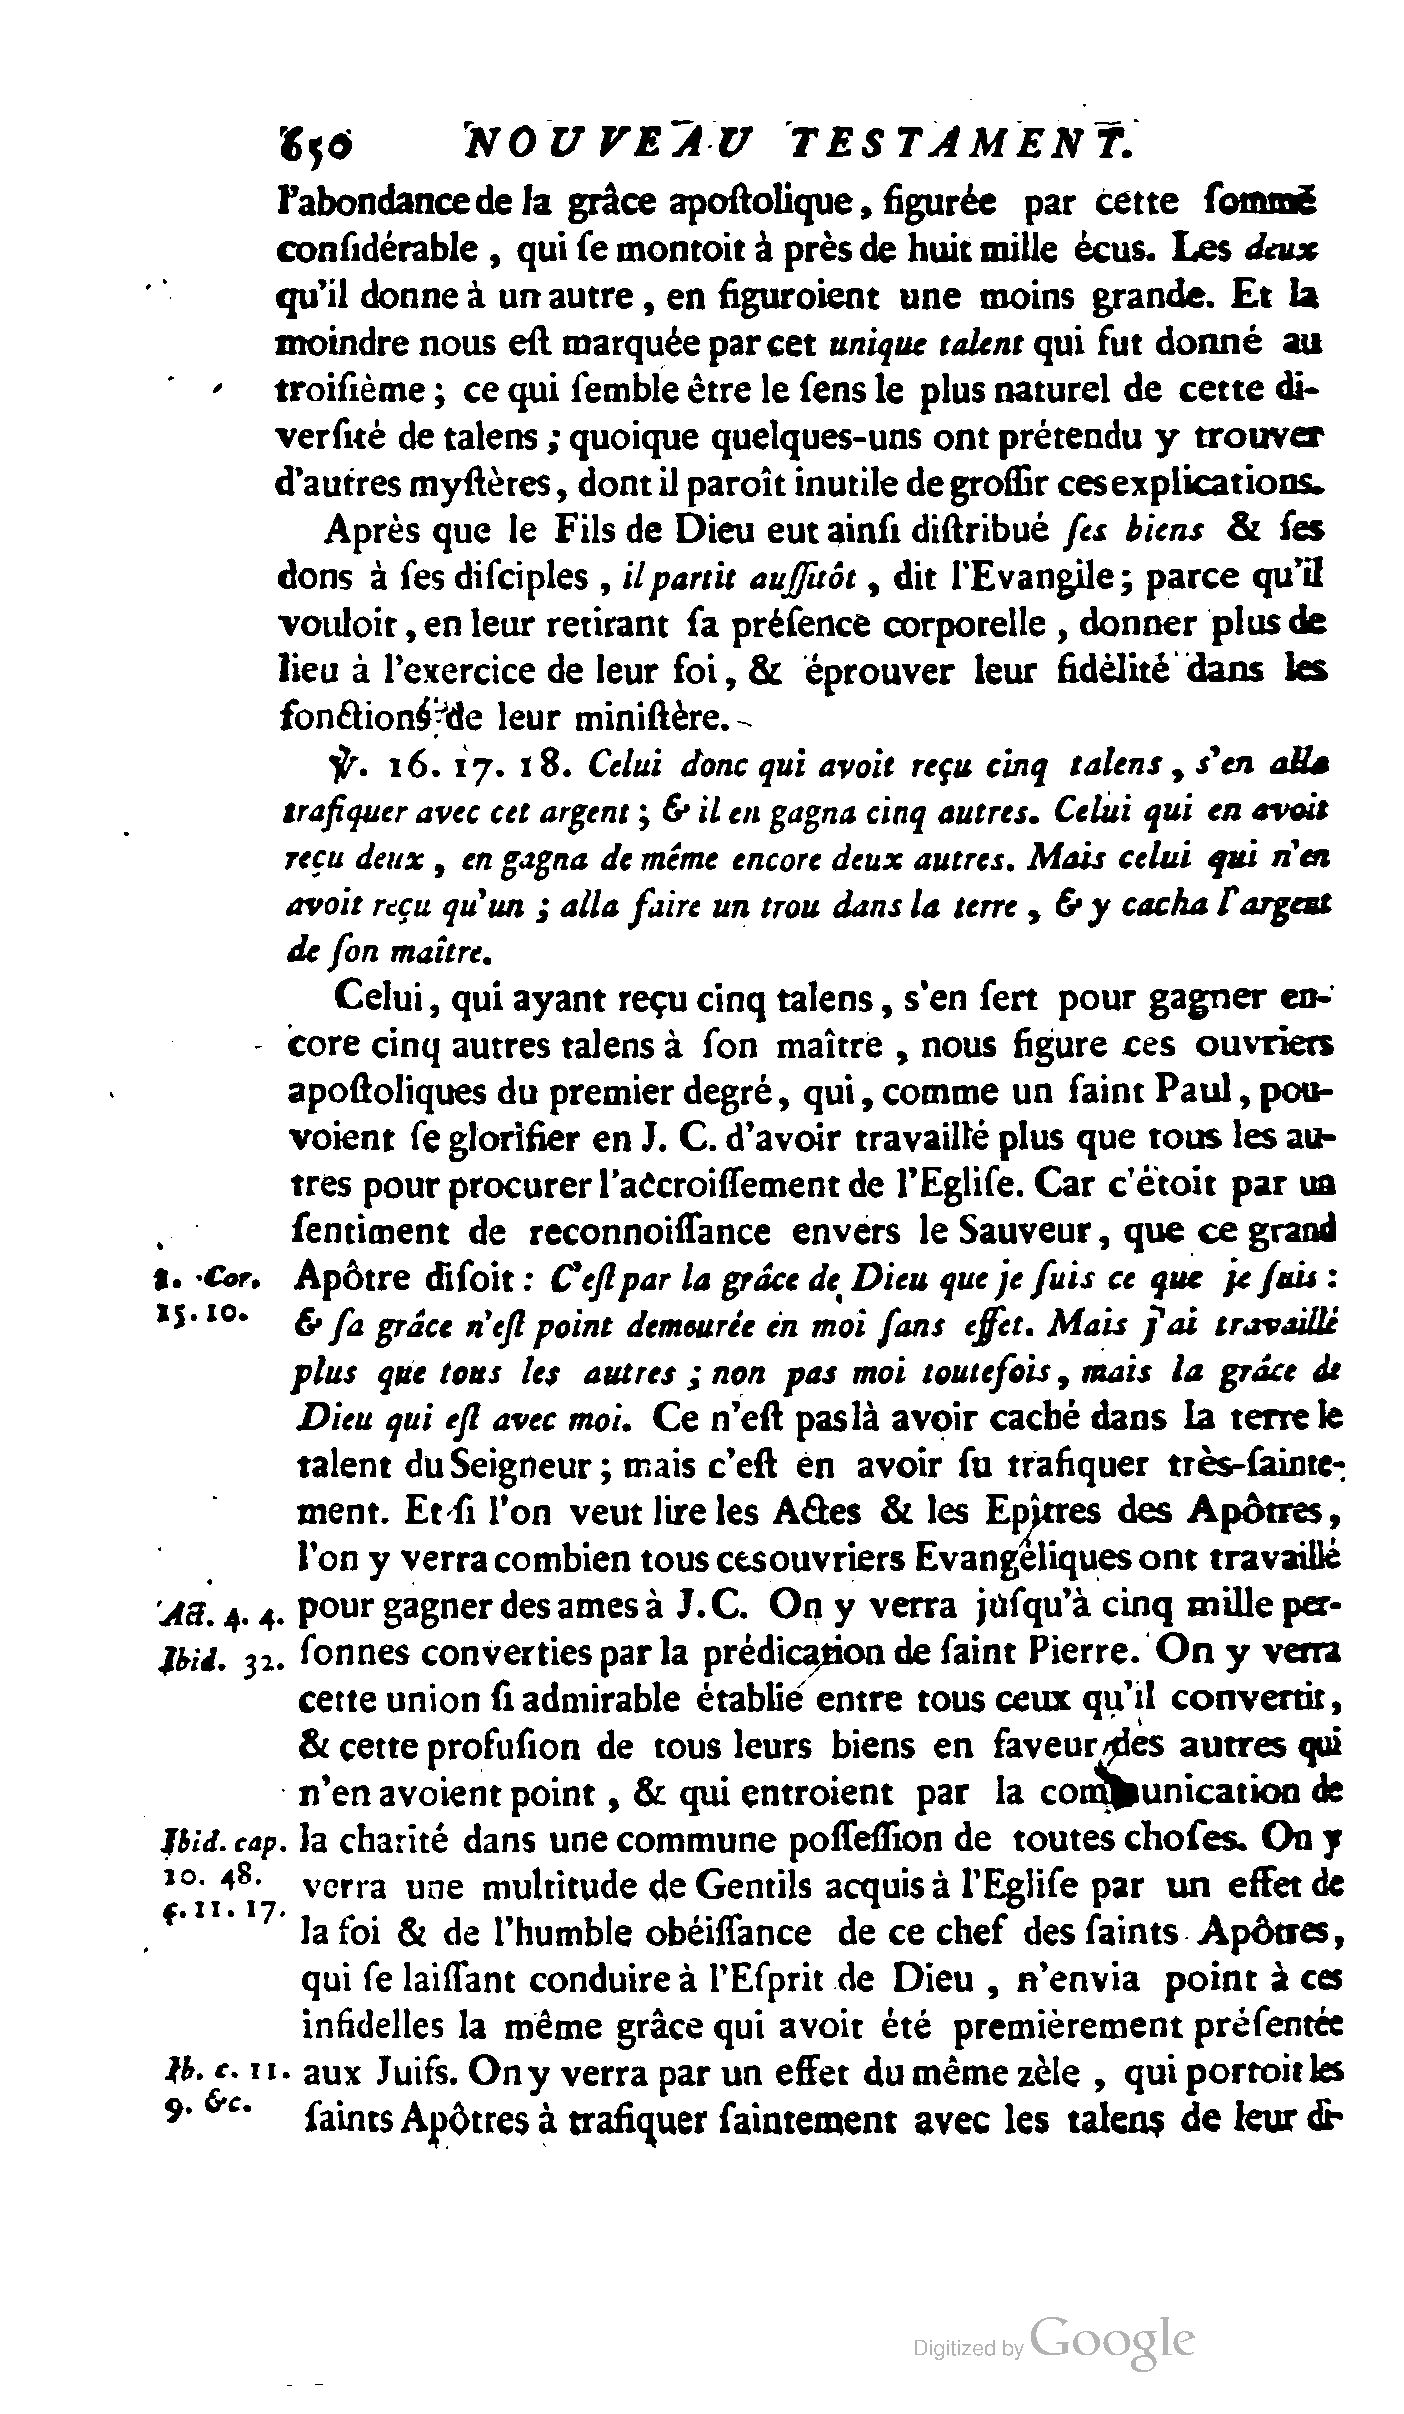 650 NOUVEAU TESTAMENT.
l'abondance de la grâce apoſtolique, figurée par cette ſomme
conſidérable, qui ſe montoit à près de huit mille écus. Les deux
qu'il donne à un autre, en figuroient une moins grande. Et la
moindre nous eſt marquée par cet unique talent qui fut donné au
troiſième; ce qui ſemble être le ſens le plus naturel de cette di-
verſité de talens; quoique quelques-uns ont prétendu y trouver
d'autres myſtères, dont il paroît inutile de groſſir ces explications.
Après que le Fils de Dieu eut ainſi diſtribué ſes biens & ſes
dons à ſes diſciples, il partit auſſitôt, dit l'Evangile; parce qu'il
vouloit, en leur retirant ſa préſence corporelle, donner plus de
lieu à l'exercice de leur foi, & éprouver leur fidélité dans les
fonctions de leur miniſtère.
℣. 16. 17. 18. Celui donc qui avoit reçu cinq talens, s'en alla
trafiquer avec cet argent; & il en gagna cinq autres. Celui qui en avoit
reçu deux, en gagna de même encore deux autres. Mais celui qui n'en
avoit reçu qu'un; alla faire un trou dans la terre, & y cacha l'argent
de ſon maître.
Celui, qui ayant reçu cinq talens, s'en ſert pour gagner en-
core cinq autres talens à ſon maître, nous figure ces ouvriers
apoſtoliques du premier degré, qui, comme un ſaint Paul, pou-
voient ſe glorifier en J. C. d'avoir travaillé plus que tous les au-
tres pour procurer l'accroiſſement de l'Egliſe. Car c'étoit par un
ſentiment de reconnoiſſance envers le Sauveur, que ce grand
1. Cor. Apôtre diſoit: C'eſt par la grâce de Dieu que je ſuis ce que je ſuis:
15. 10. & ſa grâce n'eſt point demeurée en moi ſans effet. Mais j'ai travaillé
plus que tous les autres; non pas moi toutefois, mais la grâce de
Dieu qui eſt avec moi. Ce n'eſt pas là avoir caché dans la terre le
talent du Seigneur; mais c'eſt en avoir ſu trafiquer très-ſainte-
ment. Et ſi l'on veut lire les Actes & les Epîtres des Apôtres,
l'on y verra combien tous ces ouvriers Evangéliques ont travaillé
Act. 4. 4. pour gagner des ames à J. C. On y verra juſqu'à cinq mille per-
Ibid. 32. ſonnes converties par la prédication de ſaint Pierre. On y verra
cette union ſi admirable établie entre tous ceux qu'il convertit,
& cette profuſion de tous leurs biens en faveur des autres qui
n'en avoient point, & qui entroient par la communication de
Ibid. cap. la charité dans une commune poſſeſſion de toutes choſes. On y
10. 48. verra une multitude de Gentils acquis à l'Egliſe par un effet de
c. 11. 17. la foi & de l'humble obéiſſance de ce chef des ſaints Apôtres,
qui ſe laiſſant conduire à l'Eſprit de Dieu, n'envia point à ces
infidelles la même grâce qui avoit été premièrement préſentée
Ib. c. 11. aux Juifs. On y verra par un effet du même zèle, qui portoit les
9. &c. ſaints Apôtres à trafiquer ſaintement avec les talens de leur di-
Digitized by Google